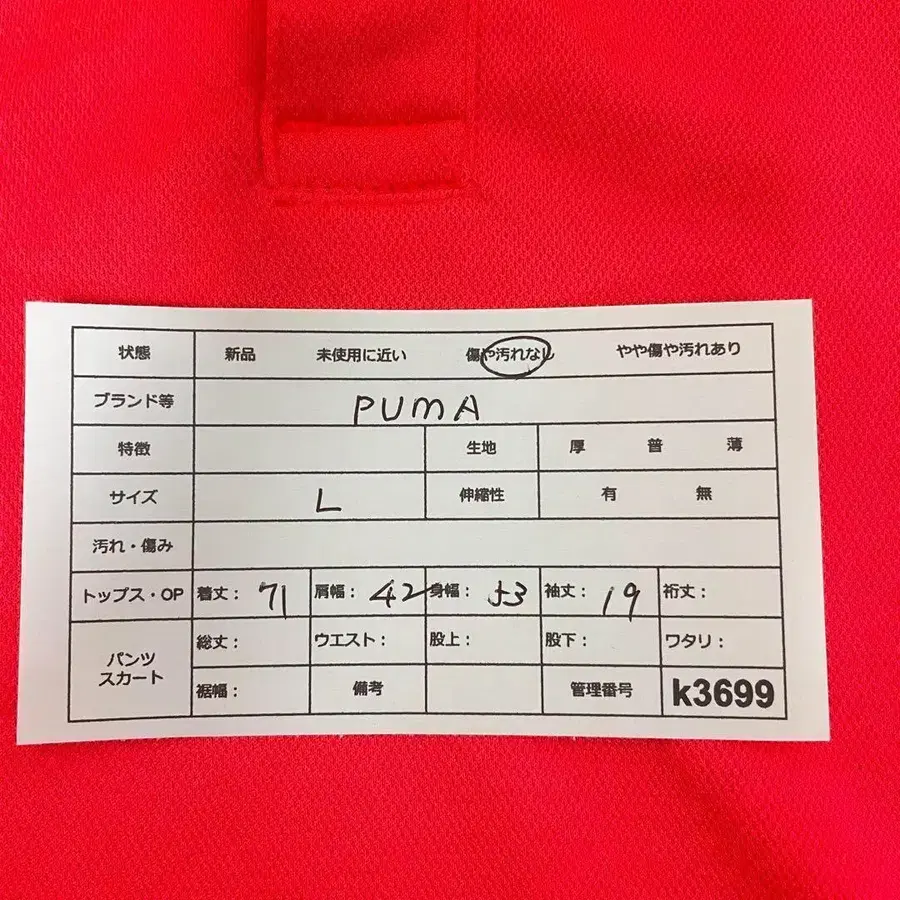 状態 新品 未使用に近い 傷や汚れなし やや傷や汚れあり
ブランド等 PUMA
特徴 生地 厚 普 薄
サイズ L 伸縮性 有 無
汚れ・傷み
トップス・OP 着丈： 71 肩幅： 42 身幅： 53 袖丈： 19 裄丈：
パンツ スカート 総丈： ウエスト： 股上： 股下： ワタリ：
裾幅： 備考 管理番号 k3699